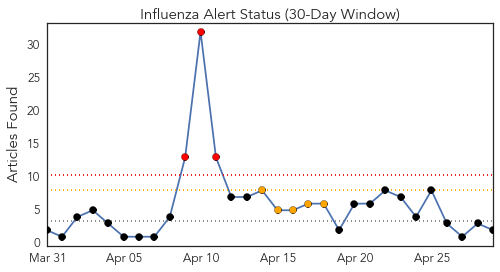 Influenza Alert Status (30-Day Window)
Articles Found
30
25
20
15
10
5
0
Mar 31 Apr 05 Apr 10 Apr 15 Apr 20 Apr 25